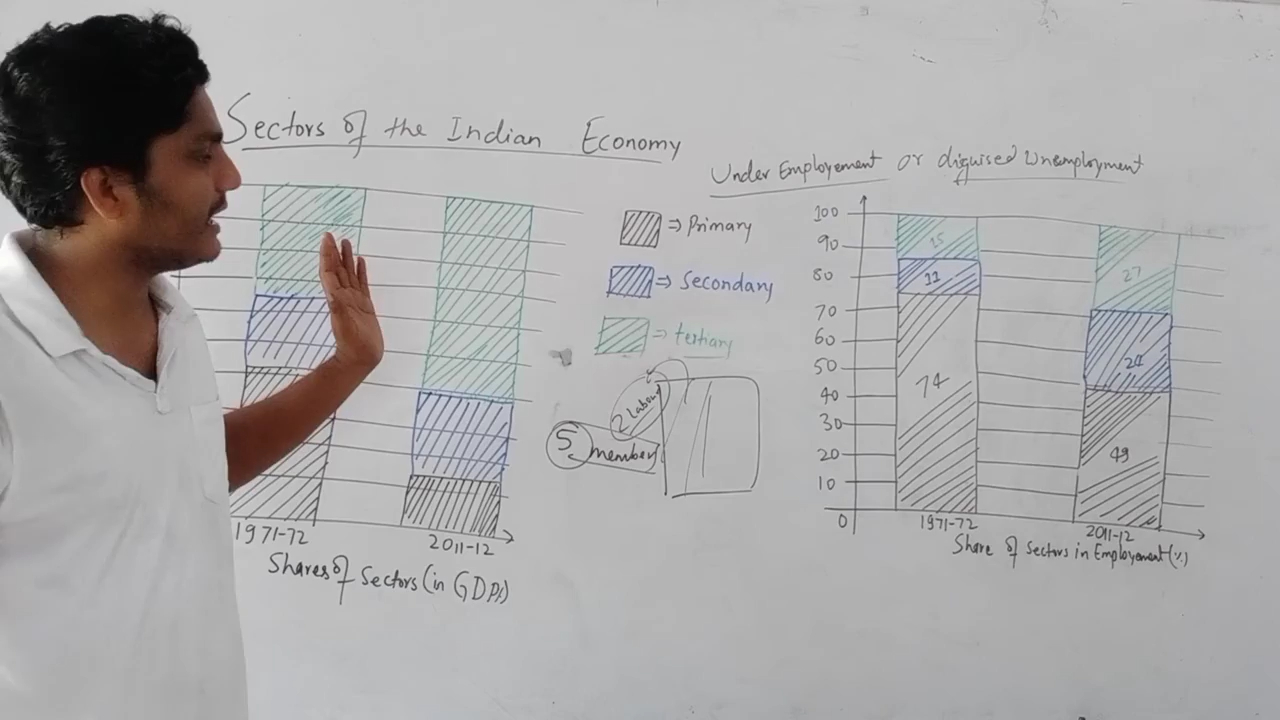 Sectors of the Indian Economy
Under Employement or disguised Unemployment
⇒ Primary
⇒ Secondary
⇒ tertiary
2 Labour
5 member
1971-72
2011-12
Shares of Sectors (in GDP%)
100
90
80
70
60
50
40
30
20
10
0
15
11
74
27
24
49
1971-72
2011-12
Share of Sectors in Employement (%)